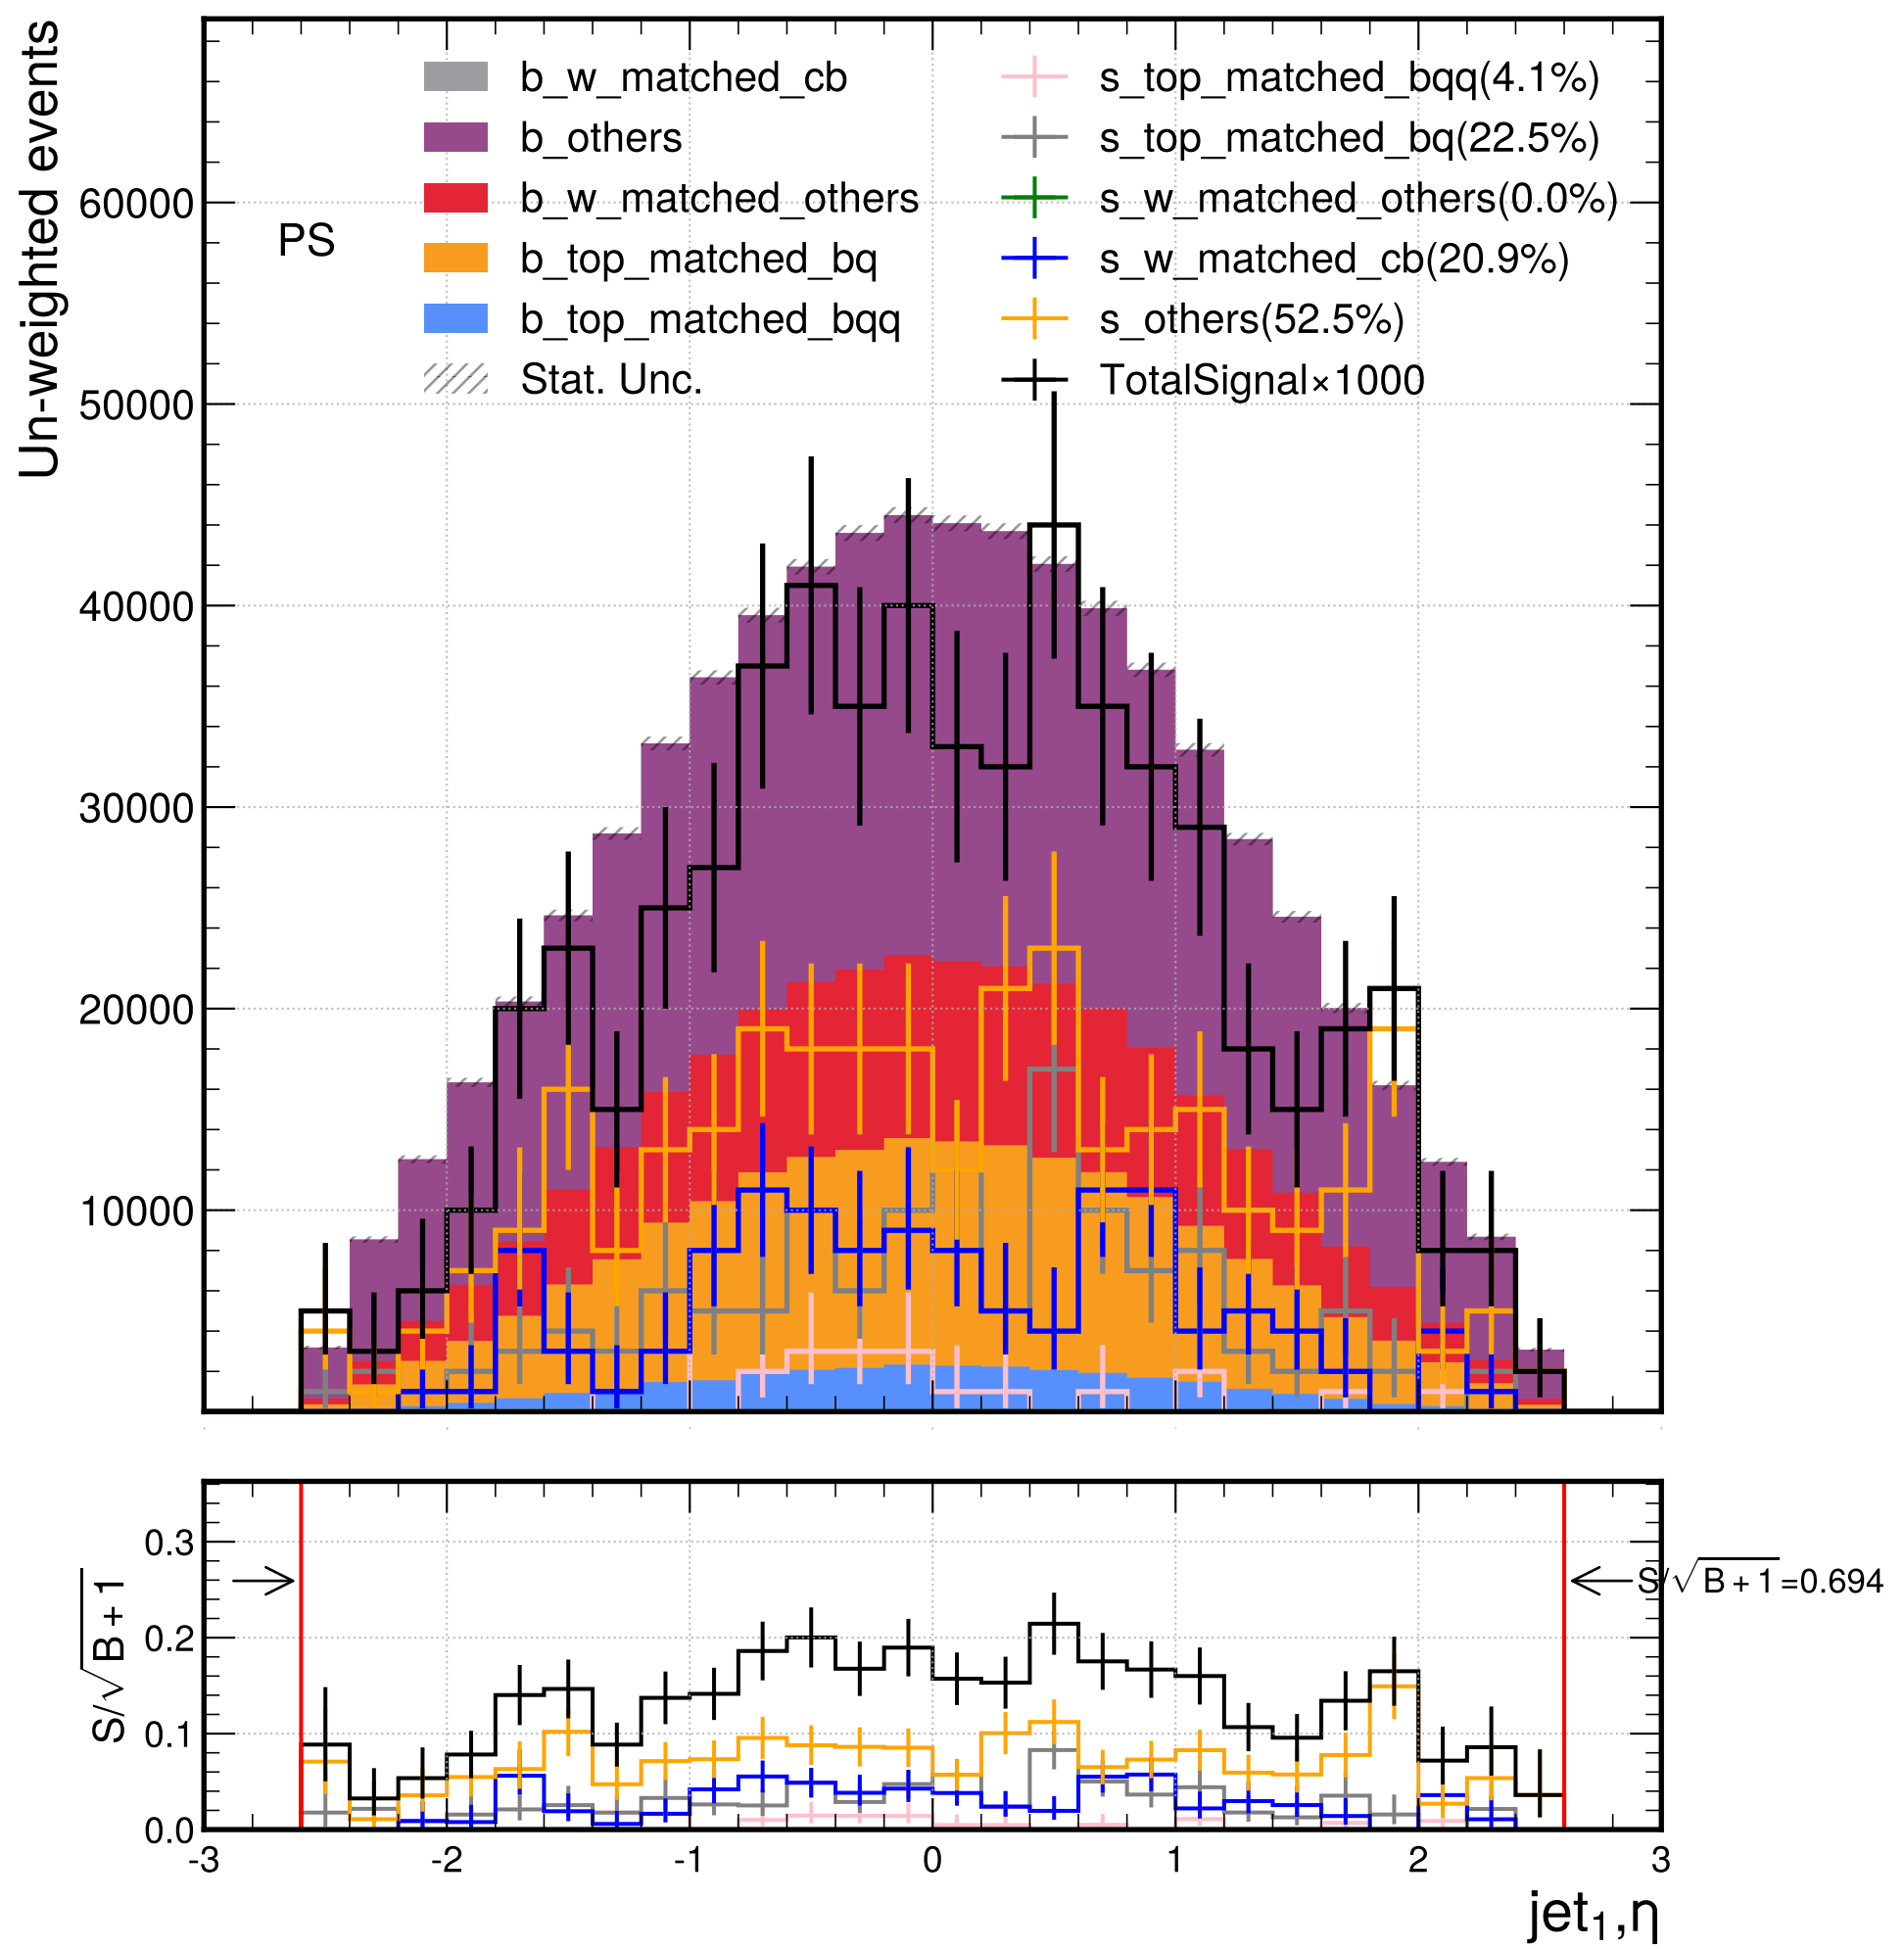 Un-weighted events
b_w_matched_cb
b_others
b_w_matched_others
b_top_matched_bq
b_top_matched_bqq
Stat. Unc.
s_top_matched_bqq(4.1%)
s_top_matched_bq(22.5%)
s_w_matched_others(0.0%)
s_w_matched_cb(20.9%)
s_others(52.5%)
TotalSignal×1000
PS
60000
50000
40000
30000
20000
10000
S/√B+1
0.3
0.2
0.1
0.0
S/√B+1=0.694
-3 -2 -1 0 1 2 3
jet₁,η